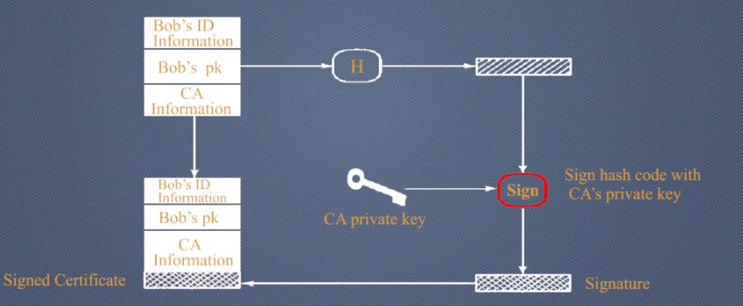 Bob's ID
Information
Bob's pk
CA
Information
H
Bob's ID
Information
Bob's pk
CA
Information
Signed Certificate
CA private key
Sign
Sign hash code with
CA's private key
Signature